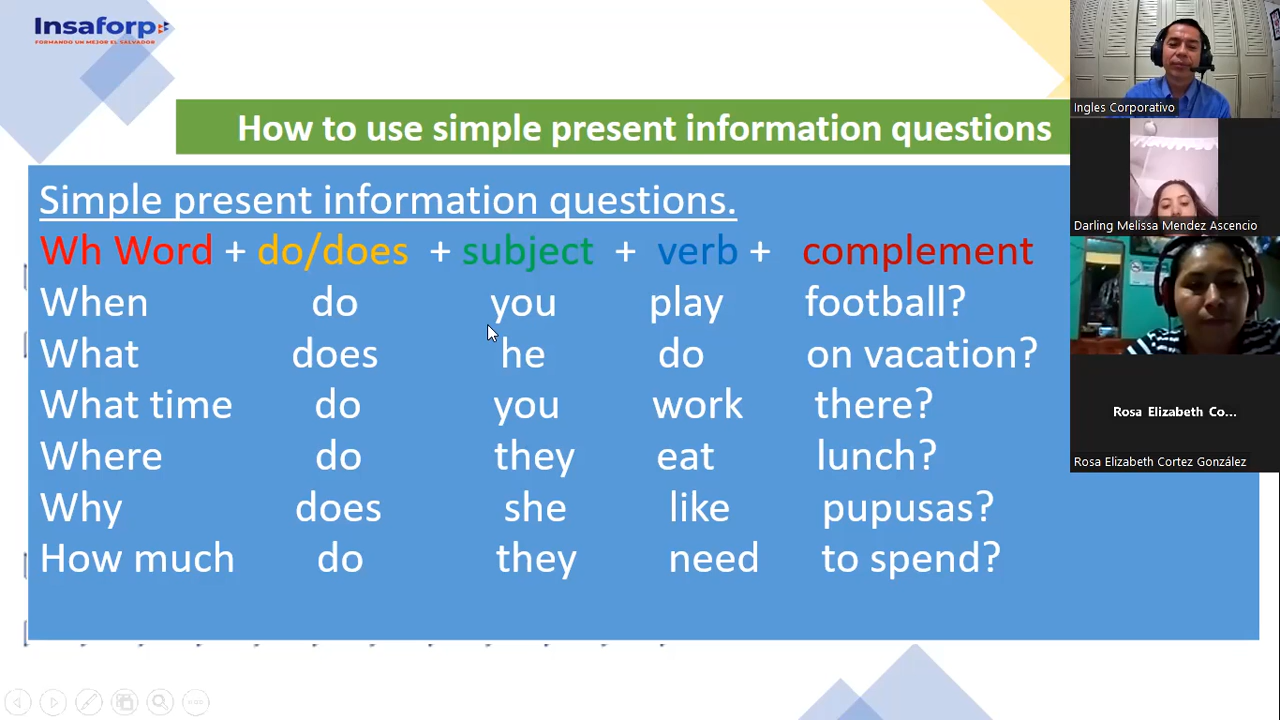 Insaforp
FORMANDO UN MEJOR EL SALVADOR
How to use simple present information questions
Simple present information questions.
Wh Word + do/does + subject + verb + complement
When do you play football?
What does he do on vacation?
What time do you work there?
Where do they eat lunch?
Why does she like pupusas?
How much do they need to spend?
Ingles Corporativo
Darling Melissa Mendez Ascencio
Rosa Elizabeth Co...
Rosa Elizabeth Cortez González